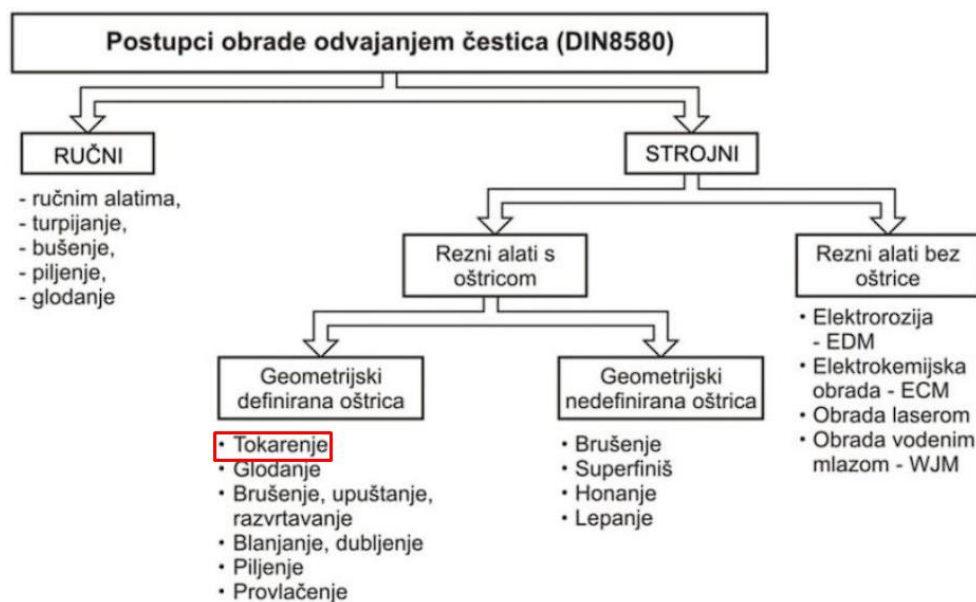 Postupci obrade odvajanjem čestica (DIN8580)
RUČNI
- ručnim alatima,
- turpijanje,
- bušenje,
- piljenje,
- glodanje
STROJNI
Rezni alati s
oštricom
Geometrijski
definirana oštrica
• Tokarenje
• Glodanje
• Brušenje, upuštanje,
razvrtavanje
• Blanjanje, dubljenje
• Piljenje
• Provlačenje
Geometrijski
nedefinirana oštrica
• Brušenje
• Superfiniš
• Honanje
• Lepanje
Rezni alati bez
oštrice
• Elektrorozija
- EDM
• Elektrokemijska
obrada - ECM
• Obrada laserom
• Obrada vodenim
mlazom - WJM